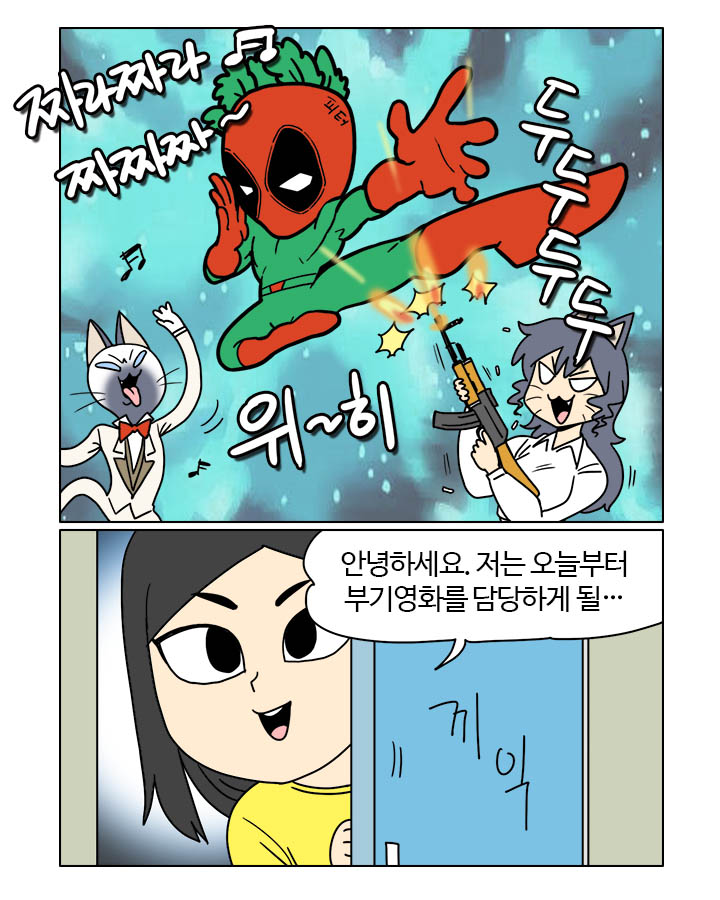 짜라짜라
짜짜짜~
피터
두두두두
위~히
안녕하세요. 저는 오늘부터
부기영화를 담당하게 될…
끼익